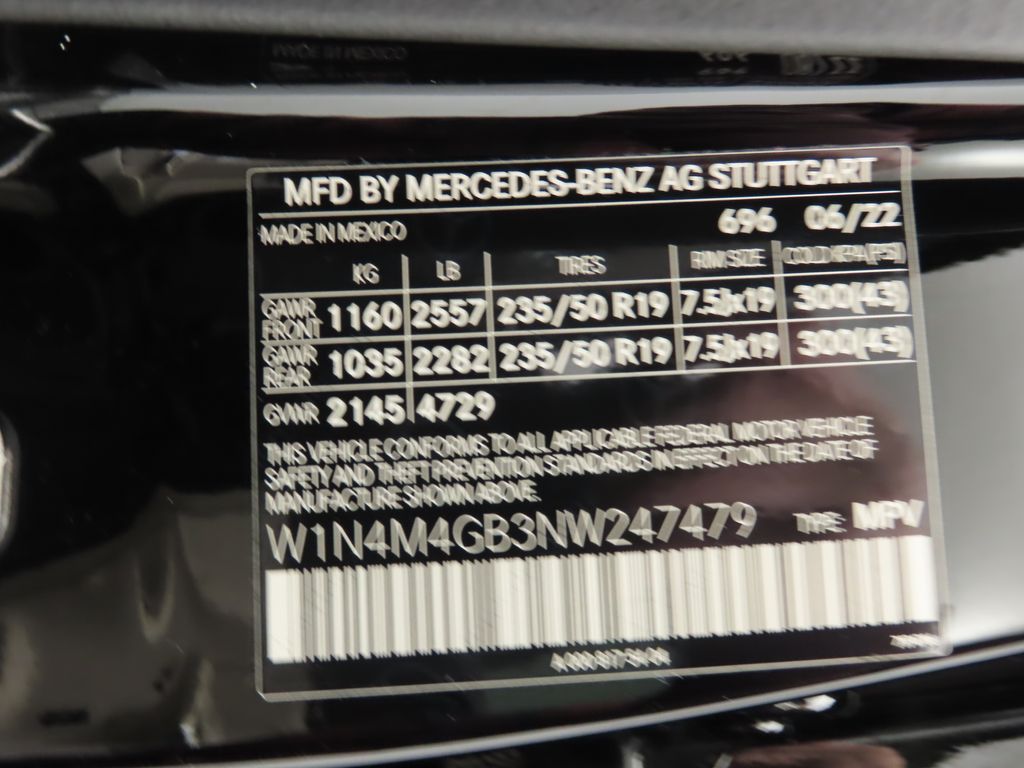 MADE IN MEXICO
MFD BY MERCEDES-BENZ AG STUTTGART
MADE IN MEXICO 696 06/22
KG LB TIRES RIM SIZE COLD KPA(PSI)
GAWR FRONT 1160 2557 235/50 R19 7.5Jx19 300(43)
GAWR REAR 1035 2282 235/50 R19 7.5Jx19 300(43)
GVWR 2145 4729
THIS VEHICLE CONFORMS TO ALL APPLICABLE FEDERAL MOTOR VEHICLE
SAFETY AND THEFT PREVENTION STANDARDS IN EFFECT ON THE DATE OF
MANUFACTURE SHOWN ABOVE.
W1N4M4GB3NW247479 TYPE: MPV